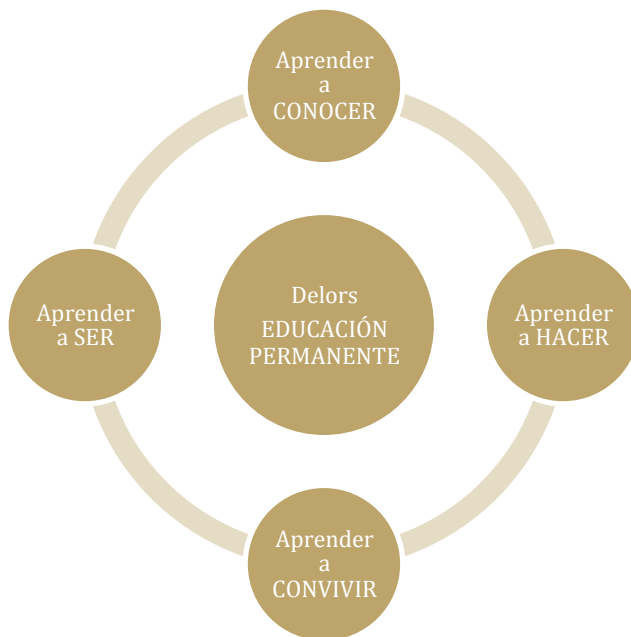 Aprender
a
CONOCER
Aprender
a SER
Delors
EDUCACIÓN
PERMANENTE
Aprender
a HACER
Aprender
a
CONVIVIR